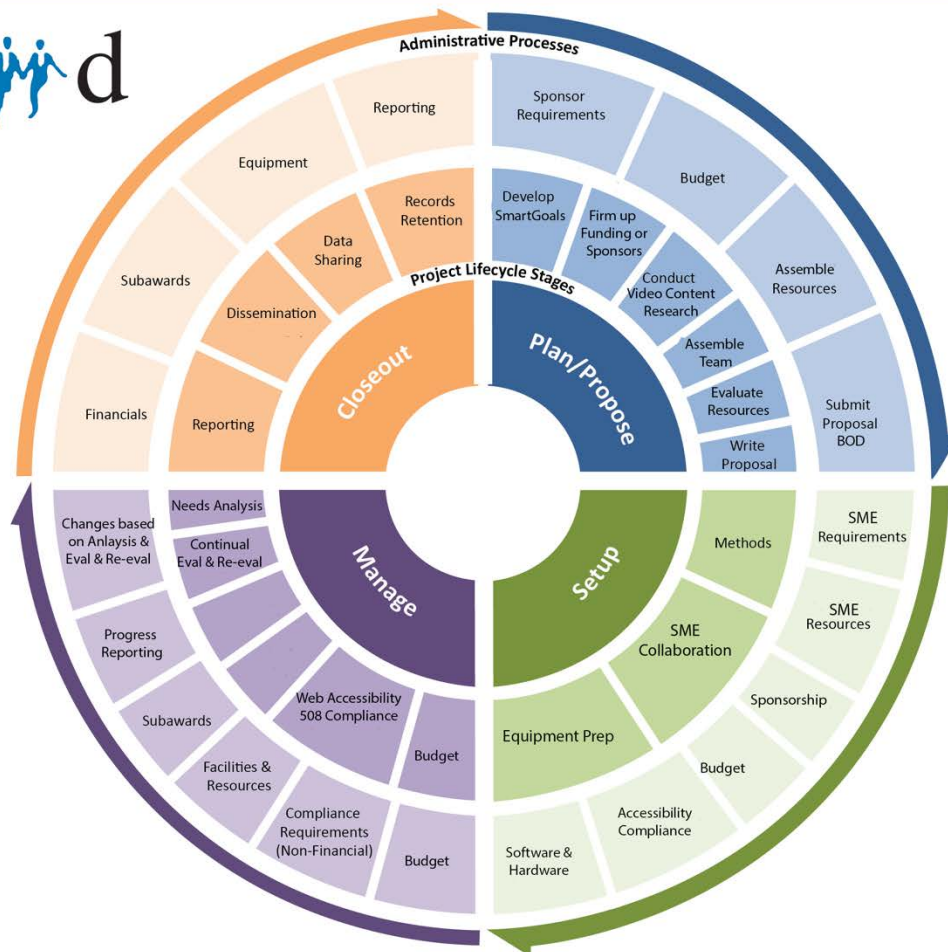 d
Administrative Processes
Reporting
Equipment
Subawards
Financials
Records
Retention
Data
Sharing
Dissemination
Reporting
Sponsor
Requirements
Budget
Assemble
Resources
Submit
Proposal
BOD
Develop
SmartGoals
Firm up
Funding or
Sponsors
Conduct
Video Content
Research
Assemble
Team
Evaluate
Resources
Write
Proposal
Project Lifecycle Stages
Closeout
Plan/Propose
Manage
Setup
Needs Analysis
Continual
Eval & Re-eval
Web Accessibility
508 Compliance
Budget
Changes based
on Anlaysis &
Eval & Re-eval
Progress
Reporting
Subawards
Facilities &
Resources
Compliance
Requirements
(Non-Financial)
Budget
Methods
SME
Collaboration
Equipment Prep
SME
Requirements
SME
Resources
Sponsorship
Budget
Accessibility
Compliance
Software &
Hardware